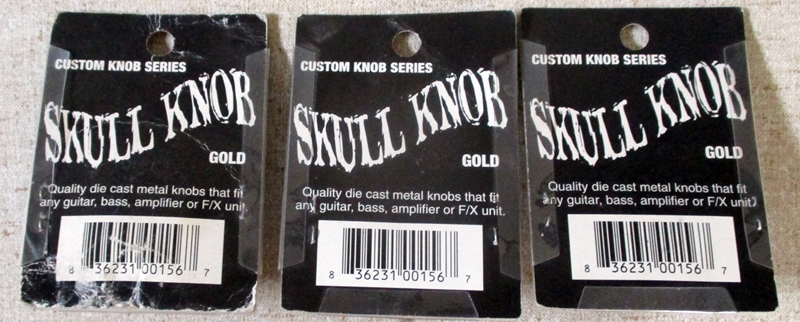 CUSTOM KNOB SERIES
SKULL KNOB
GOLD
Quality die cast metal knobs that fit
any guitar, bass, amplifier or F/X unit.
8 36231 00156 7
CUSTOM KNOB SERIES
SKULL KNOB
GOLD
Quality die cast metal knobs that fit
any guitar, bass, amplifier or F/X unit.
8 36231 00156 7
CUSTOM KNOB SERIES
SKULL KNOB
GOLD
Quality die cast metal knobs that fit
any guitar, bass, amplifier or F/X unit.
8 36231 00156 7